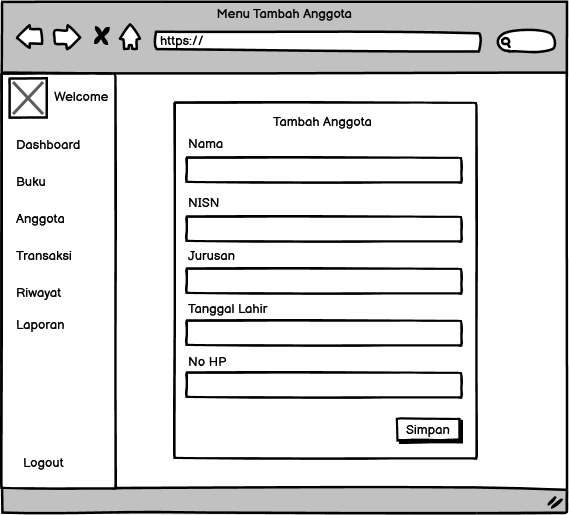 Menu Tambah Anggota
https://
Welcome
Dashboard
Buku
Anggota
Transaksi
Riwayat
Laporan
Logout
Tambah Anggota
Nama
NISN
Jurusan
Tanggal Lahir
No HP
Simpan